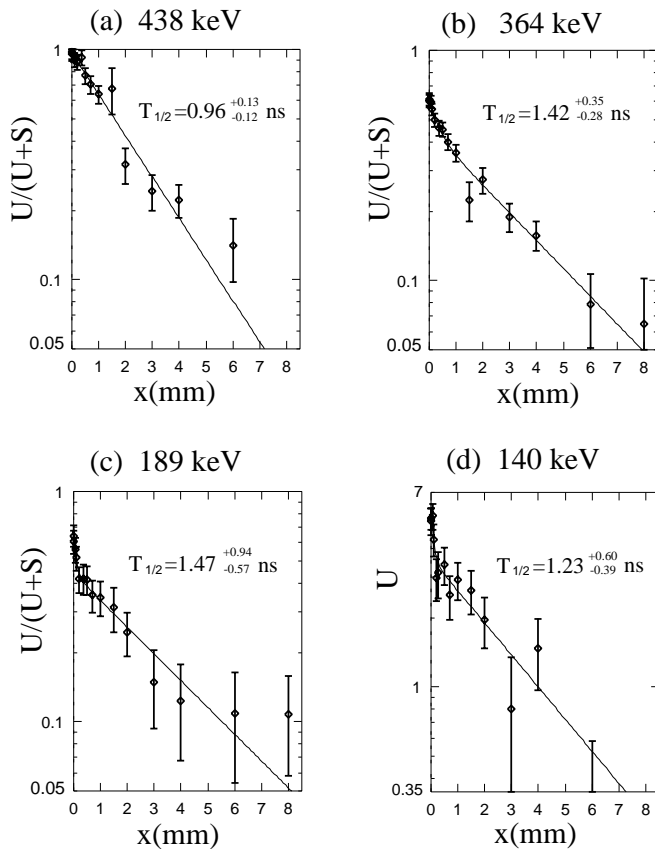 (a) 438 keV
1
T1/2=0.96 +0.13 -0.12 ns
U/(U+S)
0.1
0.05
0 1 2 3 4 5 6 7 8
x(mm)
(b) 364 keV
1
T1/2=1.42 +0.35 -0.28 ns
U/(U+S)
0.1
0.05
0 1 2 3 4 5 6 7 8
x(mm)
(c) 189 keV
1
T1/2=1.47 +0.94 -0.57 ns
U/(U+S)
0.1
0.05
0 1 2 3 4 5 6 7 8
x(mm)
(d) 140 keV
7
T1/2=1.23 +0.60 -0.39 ns
U
1
0.35
0 1 2 3 4 5 6 7 8
x(mm)